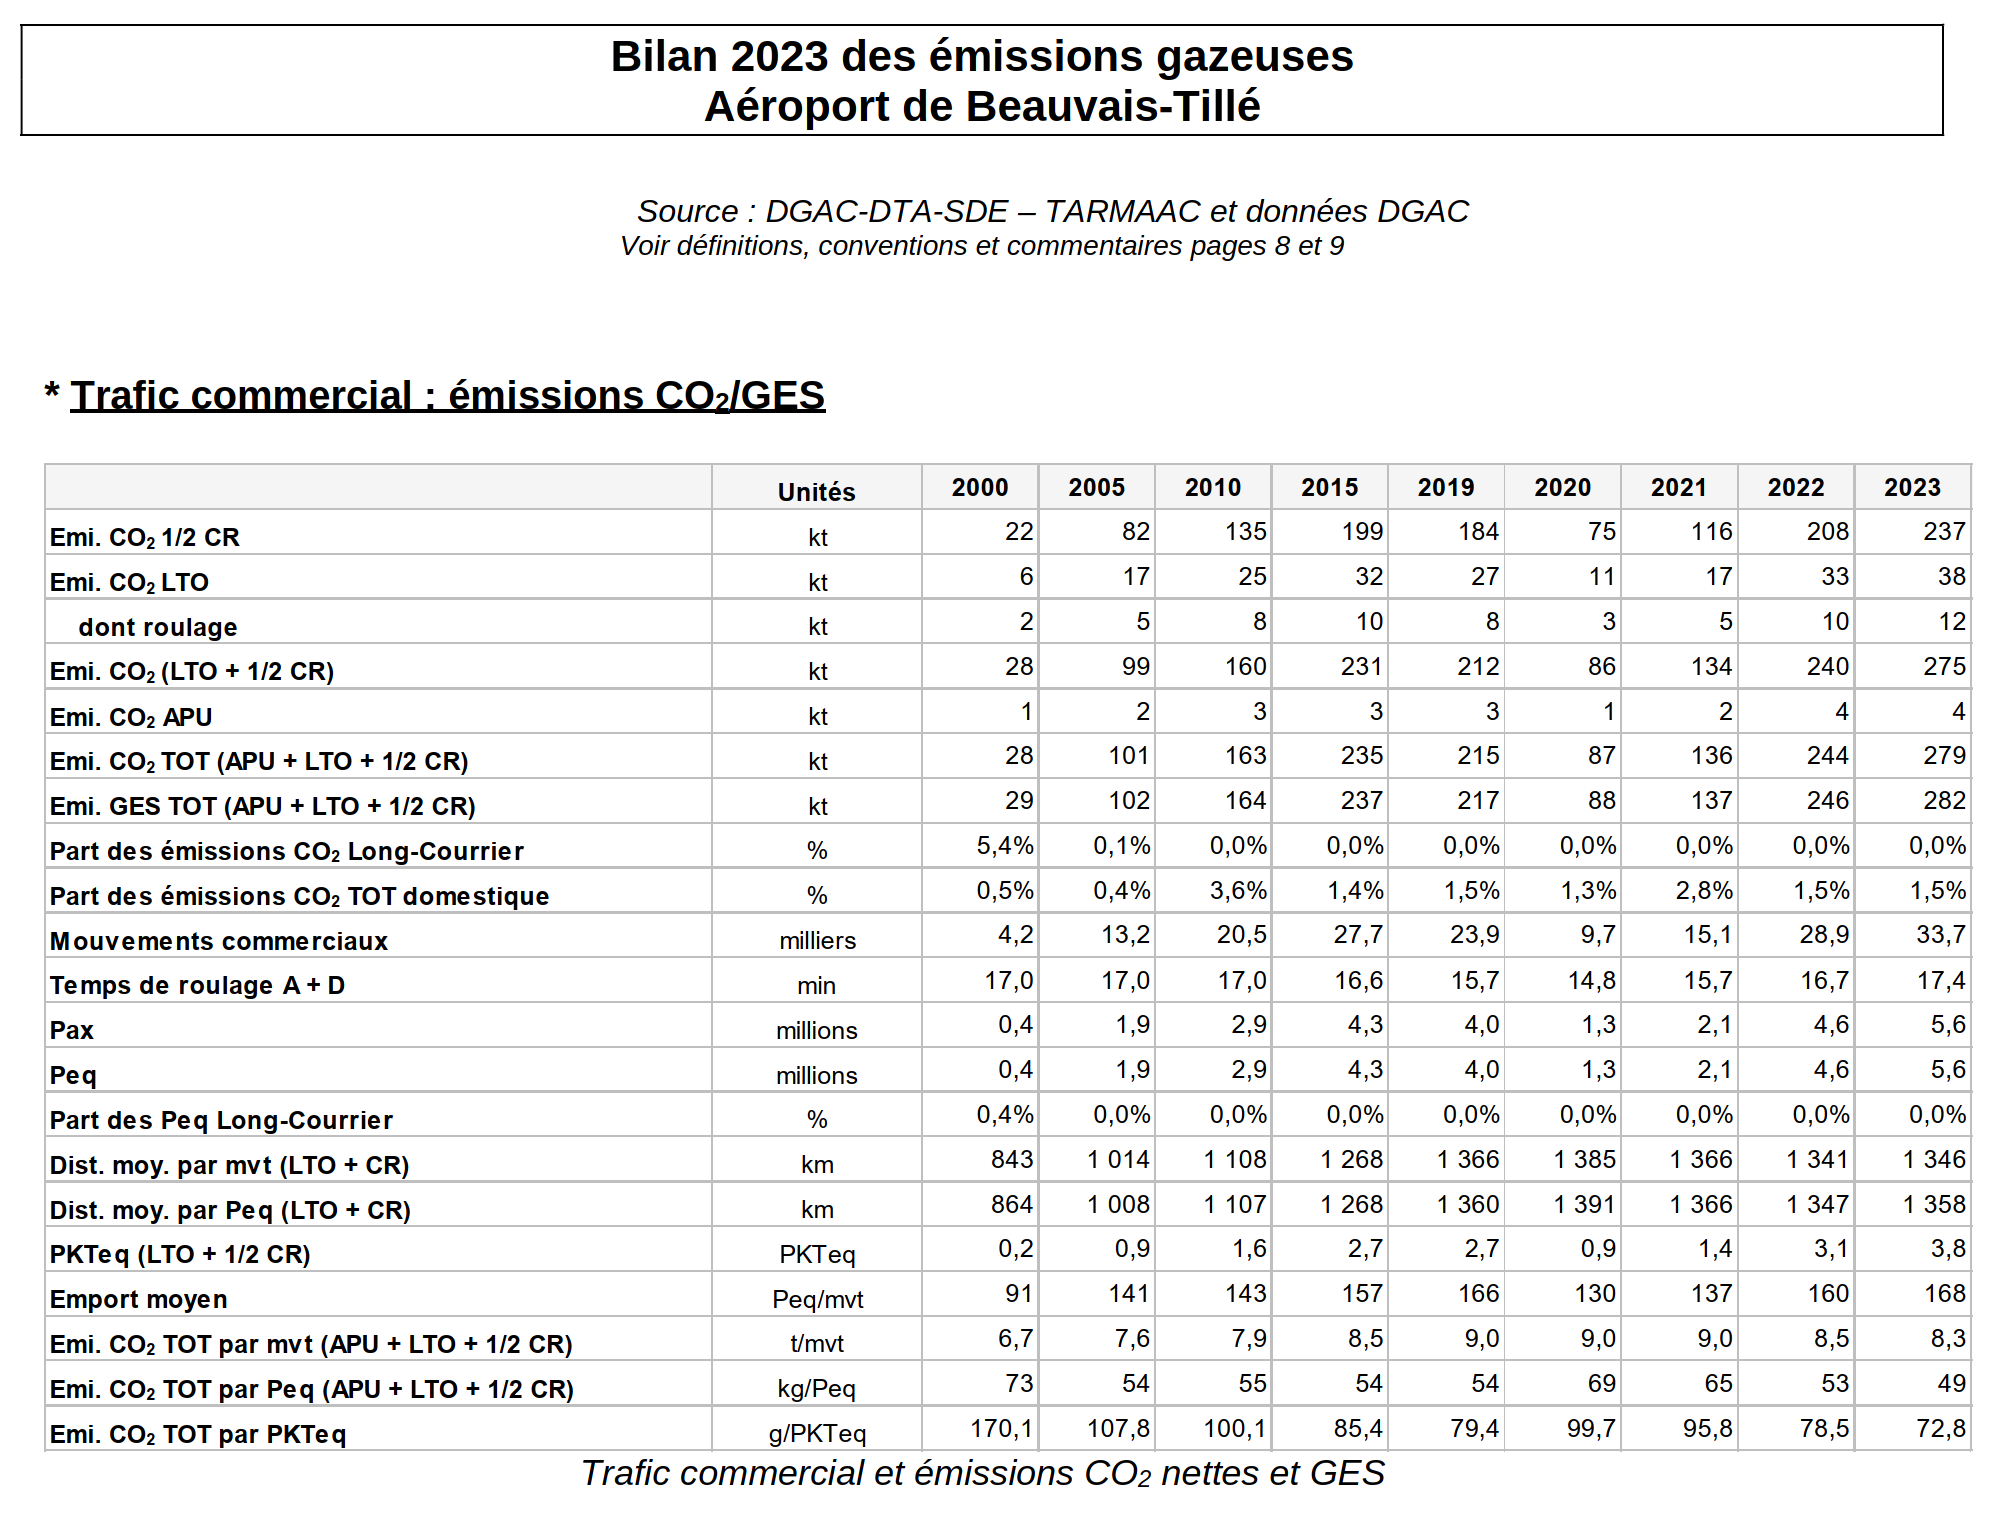 Bilan 2023 des émissions gazeuses
Aéroport de Beauvais-Tillé
Source : DGAC-DTA-SDE – TARMAAC et données DGAC
Voir définitions, conventions et commentaires pages 8 et 9
* Trafic commercial : émissions CO₂/GES
Unités 2000 2005 2010 2015 2019 2020 2021 2022 2023
Emi. CO₂ 1/2 CR kt 22 82 135 199 184 75 116 208 237
Emi. CO₂ LTO kt 6 17 25 32 27 11 17 33 38
dont roulage kt 2 5 8 10 8 3 5 10 12
Emi. CO₂ (LTO + 1/2 CR) kt 28 99 160 231 212 86 134 240 275
Emi. CO₂ APU kt 1 2 3 3 3 1 2 4 4
Emi. CO₂ TOT (APU + LTO + 1/2 CR) kt 28 101 163 235 215 87 136 244 279
Emi. GES TOT (APU + LTO + 1/2 CR) kt 29 102 164 237 217 88 137 246 282
Part des émissions CO₂ Long-Courrier % 5,4% 0,1% 0,0% 0,0% 0,0% 0,0% 0,0% 0,0% 0,0%
Part des émissions CO₂ TOT domestique % 0,5% 0,4% 3,6% 1,4% 1,5% 1,3% 2,8% 1,5% 1,5%
Mouvements commerciaux milliers 4,2 13,2 20,5 27,7 23,9 9,7 15,1 28,9 33,7
Temps de roulage A + D min 17,0 17,0 17,0 16,6 15,7 14,8 15,7 16,7 17,4
Pax millions 0,4 1,9 2,9 4,3 4,0 1,3 2,1 4,6 5,6
Peq millions 0,4 1,9 2,9 4,3 4,0 1,3 2,1 4,6 5,6
Part des Peq Long-Courrier % 0,4% 0,0% 0,0% 0,0% 0,0% 0,0% 0,0% 0,0% 0,0%
Dist. moy. par mvt (LTO + CR) km 843 1 014 1 108 1 268 1 366 1 385 1 366 1 341 1 346
Dist. moy. par Peq (LTO + CR) km 864 1 008 1 107 1 268 1 360 1 391 1 366 1 347 1 358
PKTeq (LTO + 1/2 CR) PKTeq 0,2 0,9 1,6 2,7 2,7 0,9 1,4 3,1 3,8
Emport moyen Peq/mvt 91 141 143 157 166 130 137 160 168
Emi. CO₂ TOT par mvt (APU + LTO + 1/2 CR) t/mvt 6,7 7,6 7,9 8,5 9,0 9,0 9,0 8,5 8,3
Emi. CO₂ TOT par Peq (APU + LTO + 1/2 CR) kg/Peq 73 54 55 54 54 69 65 53 49
Emi. CO₂ TOT par PKTeq g/PKTeq 170,1 107,8 100,1 85,4 79,4 99,7 95,8 78,5 72,8
Trafic commercial et émissions CO₂ nettes et GES